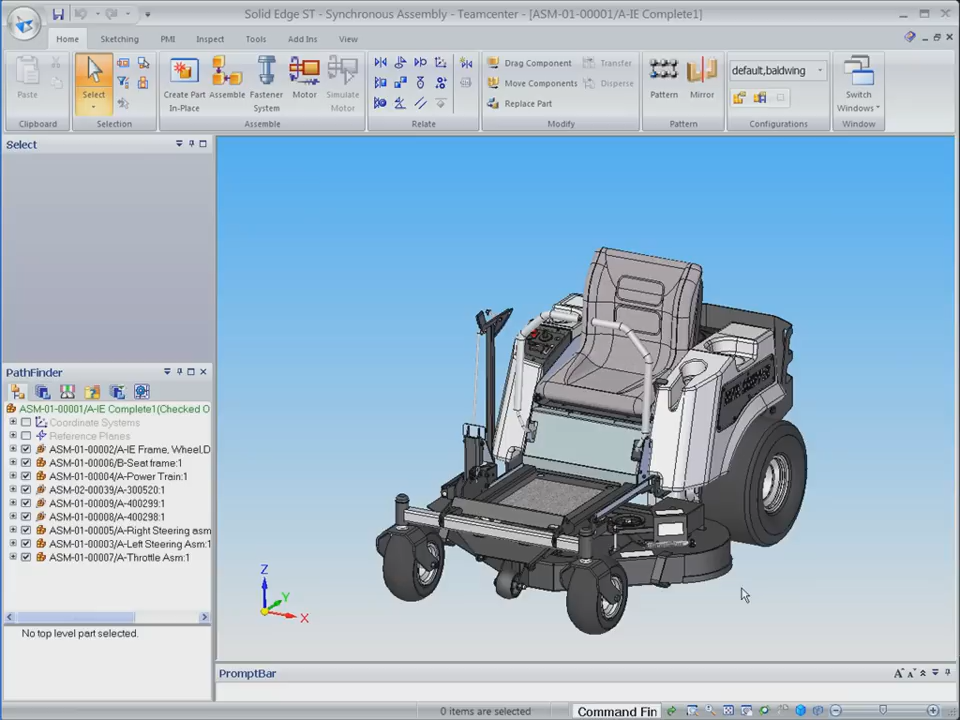 Solid Edge ST - Synchronous Assembly - Teamcenter - [ASM-01-00001/A-IE Complete1]
Home Sketching PMI Inspect Tools Add Ins View
Paste
Select
Create Part In-Place
Assemble
Fastener System
Motor
Simulate Motor
Drag Component
Transfer
Move Components
Disperse
Replace Part
Pattern
Mirror
default,baldwing
Switch Windows
Clipboard Selection Assemble Relate Modify Pattern Configurations Window
Select
PathFinder
ASM-01-00001/A-IE Complete1(Checked O
Coordinate Systems
Reference Planes
ASM-01-00002/A-IE Frame, Wheel,D
ASM-01-00006/B-Seat frame:1
ASM-01-00004/A-Power Train:1
ASM-02-00039/A-300520:1
ASM-01-00009/A-400299:1
ASM-01-00008/A-400298:1
ASM-01-00005/A-Right Steering asm
ASM-01-00003/A-Left Steering Asm:1
ASM-01-00007/A-Throttle Asm:1
No top level part selected.
Z
Y
X
PromptBar
0 items are selected
Command Fin